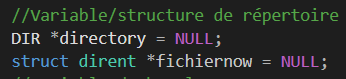 //Variable/structure de répertoire
DIR *directory = NULL;
struct dirent *fichiernow = NULL;